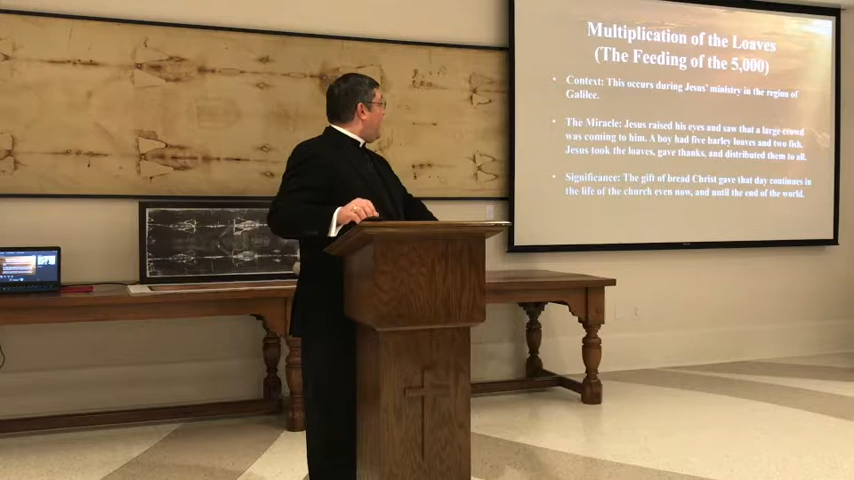 Multiplication of the Loaves
(The Feeding of the 5,000)
• Context: This occurs during Jesus' ministry in the region of
Galilee.
• The Miracle: Jesus raised his eyes and saw that a large crowd
was coming to him. A boy had five barley loaves and two fish.
Jesus took the loaves, gave thanks, and distributed them to all.
• Significance: The gift of bread Christ gave that day continues in
the life of the church even now, and will until the end of the world.